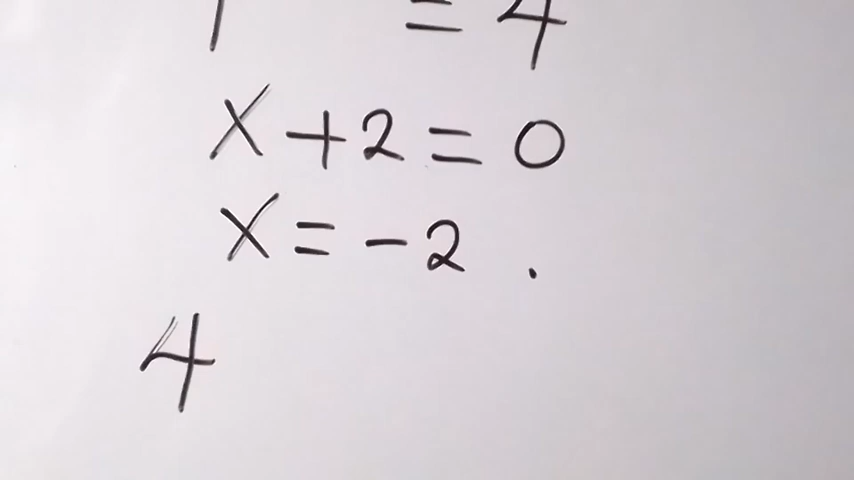 = 4
x + 2 = 0
x = - 2 .
4